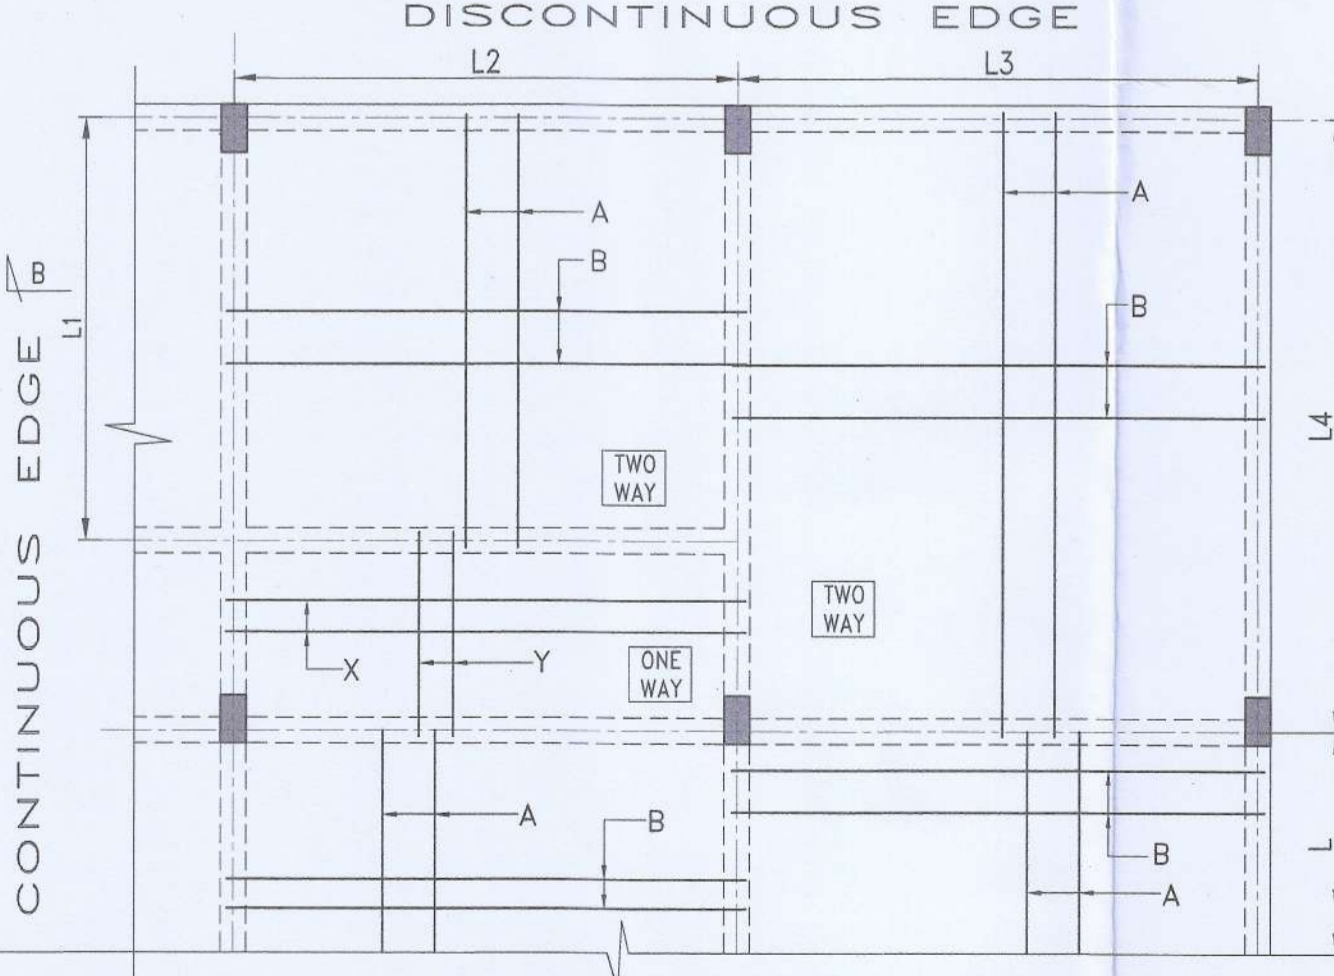 DISCONTINUOUS EDGE
L2
L3
A
A
B
B
B
CONTINUOUS EDGE
L1
L4
TWO
WAY
TWO
WAY
X
Y
ONE
WAY
A
B
B
A
L